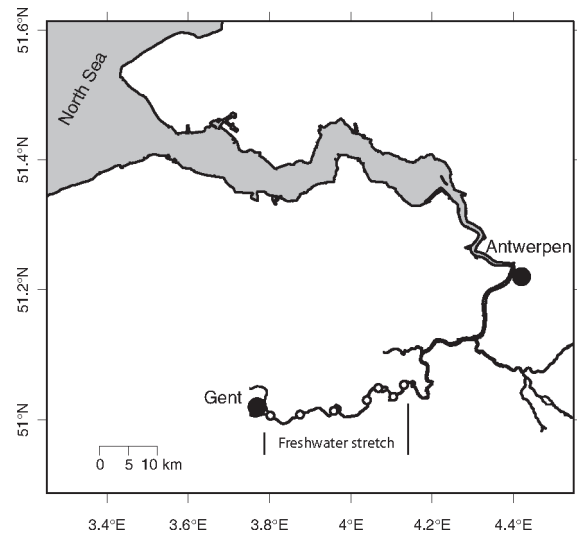 51.6°N
North Sea
51.4°N
Antwerpen
51.2°N
Gent
51°N
Freshwater stretch
0 5 10 km
3.4°E 3.6°E 3.8°E 4°E 4.2°E 4.4°E